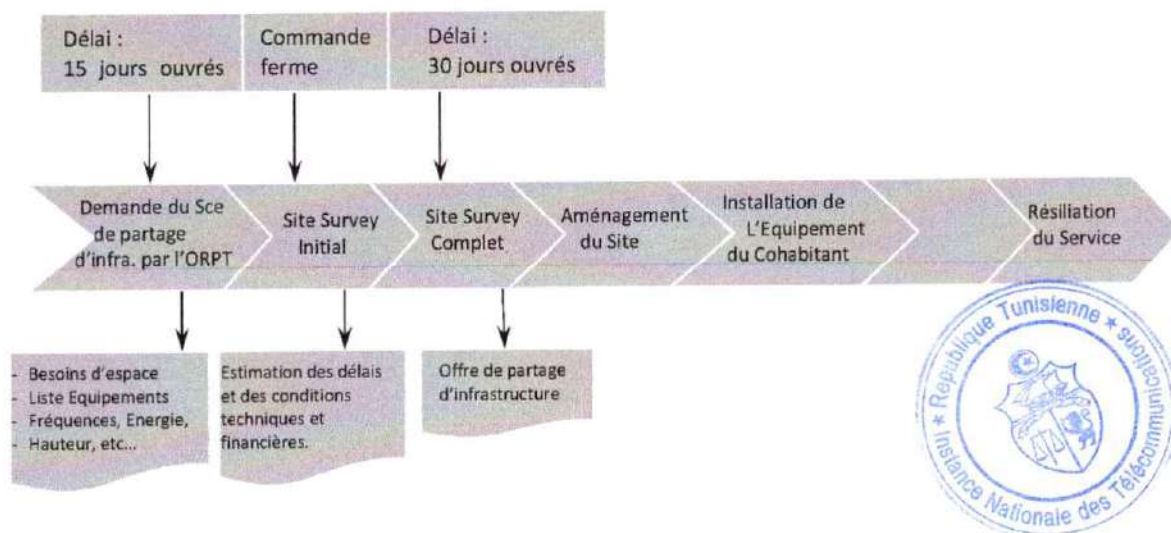 Délai :
15 jours ouvrés
Commande
ferme
Délai :
30 jours ouvrés
Demande du Sce
de partage
d'infra. par l'ORPT
Site Survey
Initial
Site Survey
Complet
Aménagement
du Site
Installation de
L'Equipement
du Cohabitant
Résiliation
du Service
- Besoins d'espace
- Liste Equipements
Fréquences, Energie,
- Hauteur, etc...
Estimation des délais
et des conditions
techniques et
financières.
Offre de partage
d'infrastructure
* République Tunisienne *
Instance Nationale des Télécommunications